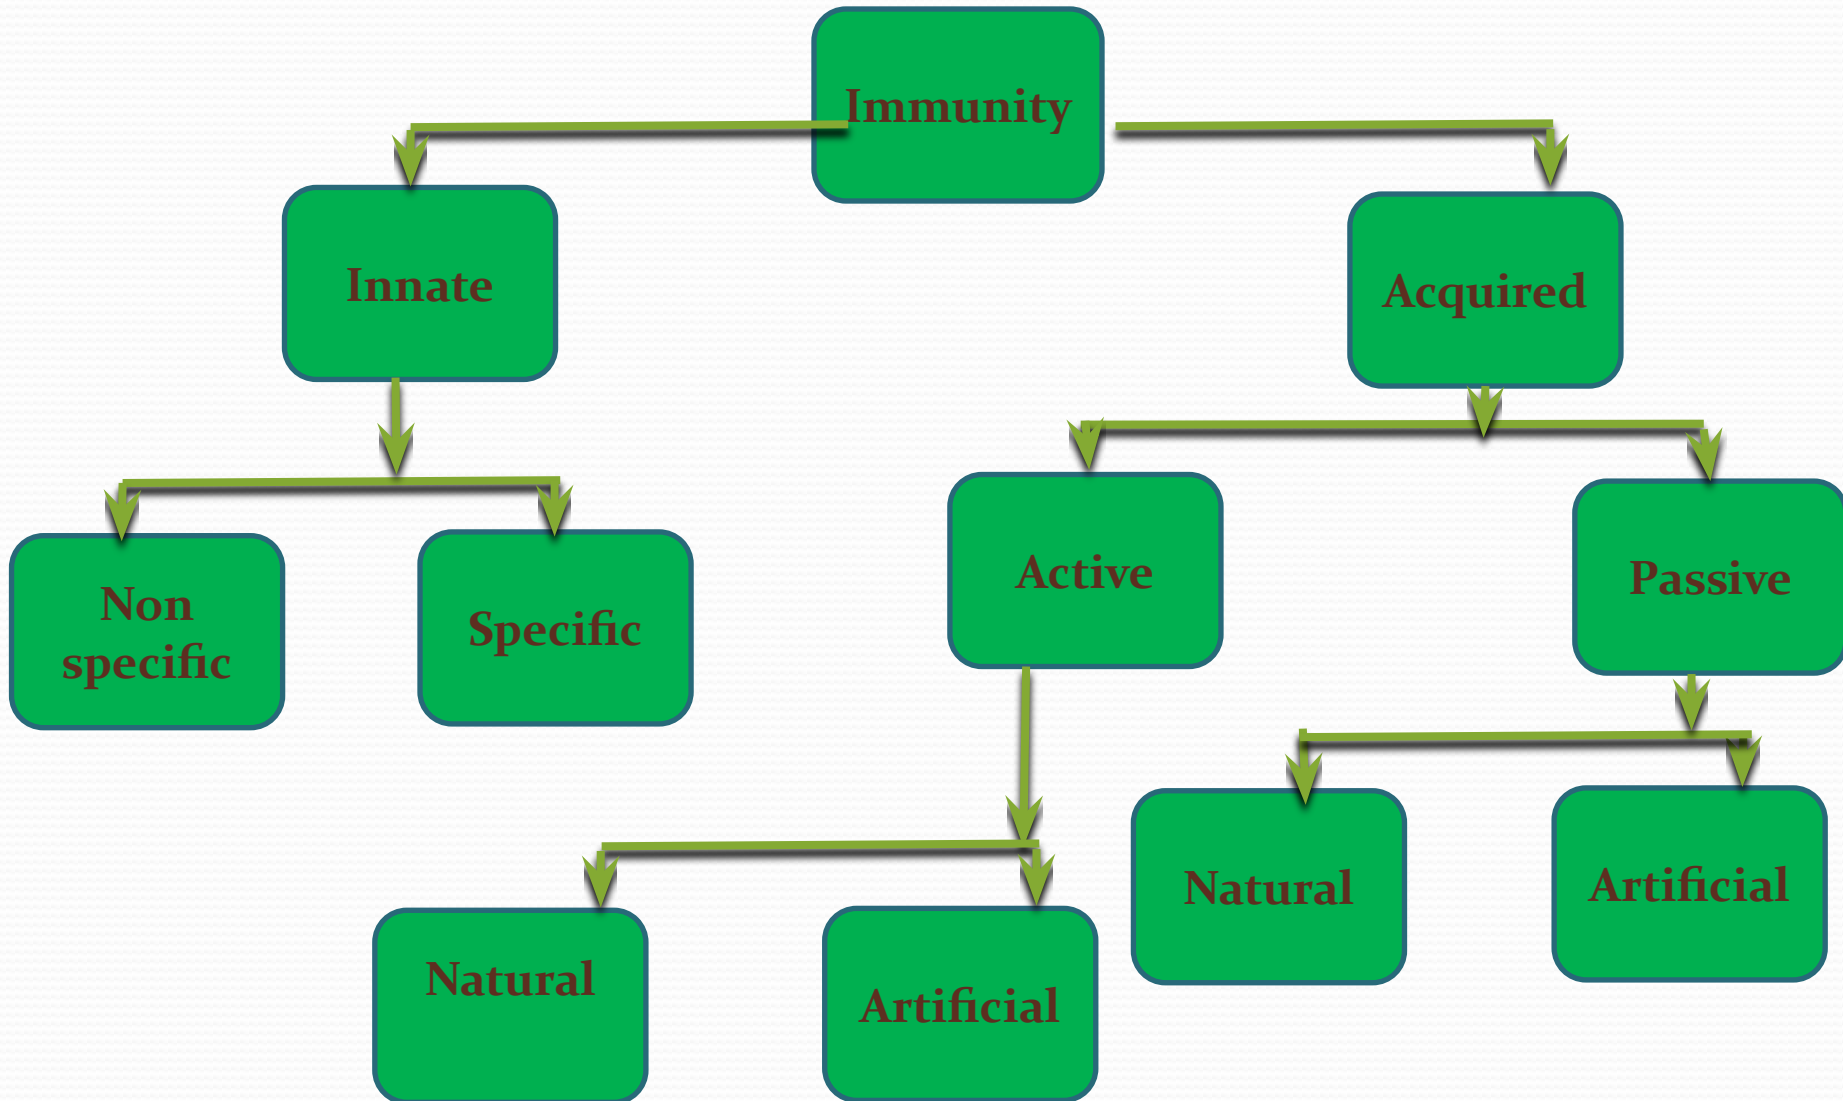 Immunity
Innate
Acquired
Non
specific
Specific
Active
Passive
Natural
Artificial
Natural
Artificial